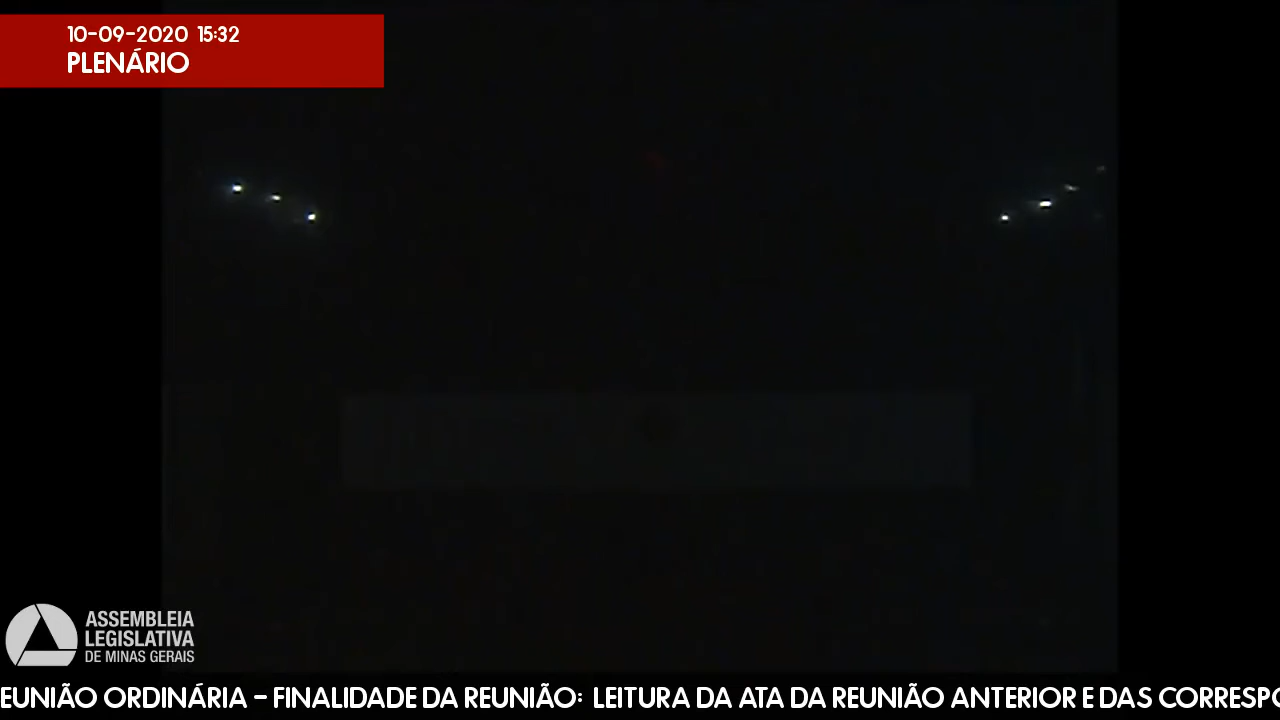 10-09-2020 15:32
PLENÁRIO
ASSEMBLEIA
LEGISLATIVA
DE MINAS GERAIS
EUNIÃO ORDINÁRIA - FINALIDADE DA REUNIÃO: LEITURA DA ATA DA REUNIÃO ANTERIOR E DAS CORRESPO